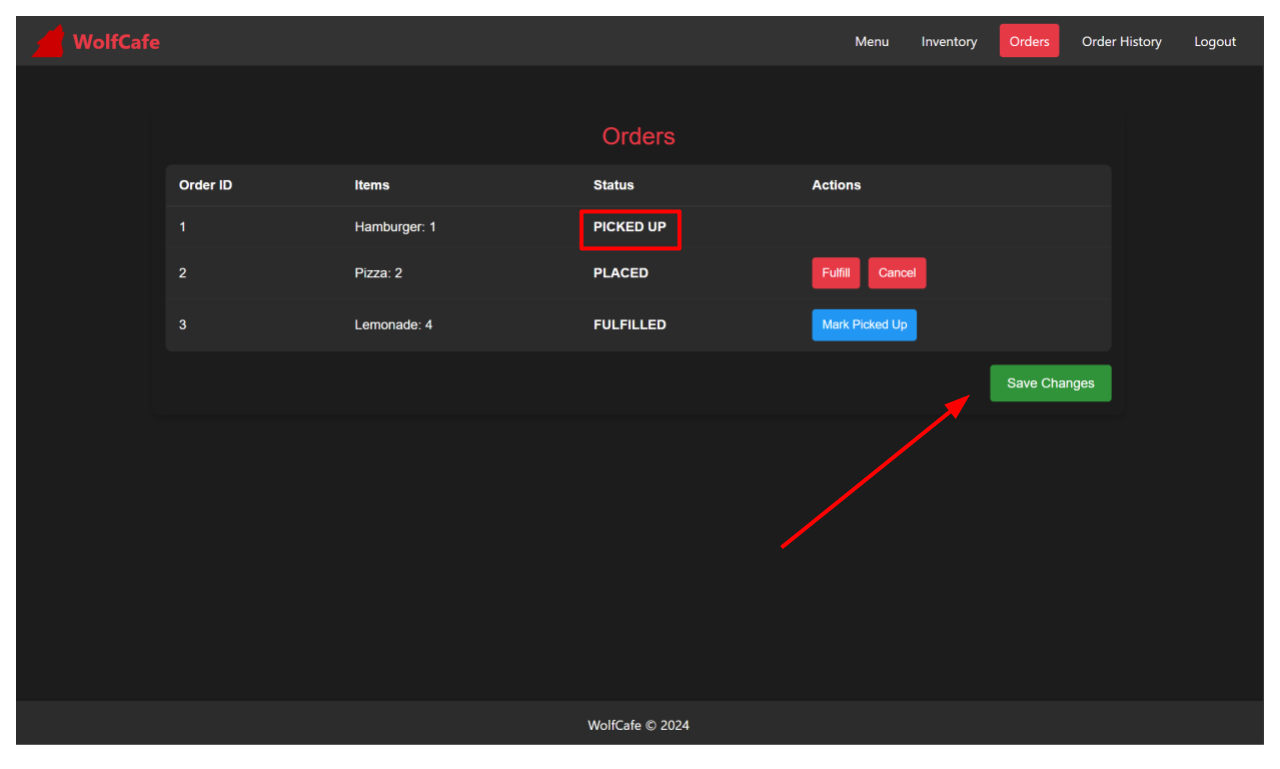 WolfCafe Menu Inventory Orders Order History Logout
Orders
Order ID Items Status Actions
1 Hamburger: 1 PICKED UP
2 Pizza: 2 PLACED Fulfill Cancel
3 Lemonade: 4 FULFILLED Mark Picked Up
Save Changes
WolfCafe © 2024